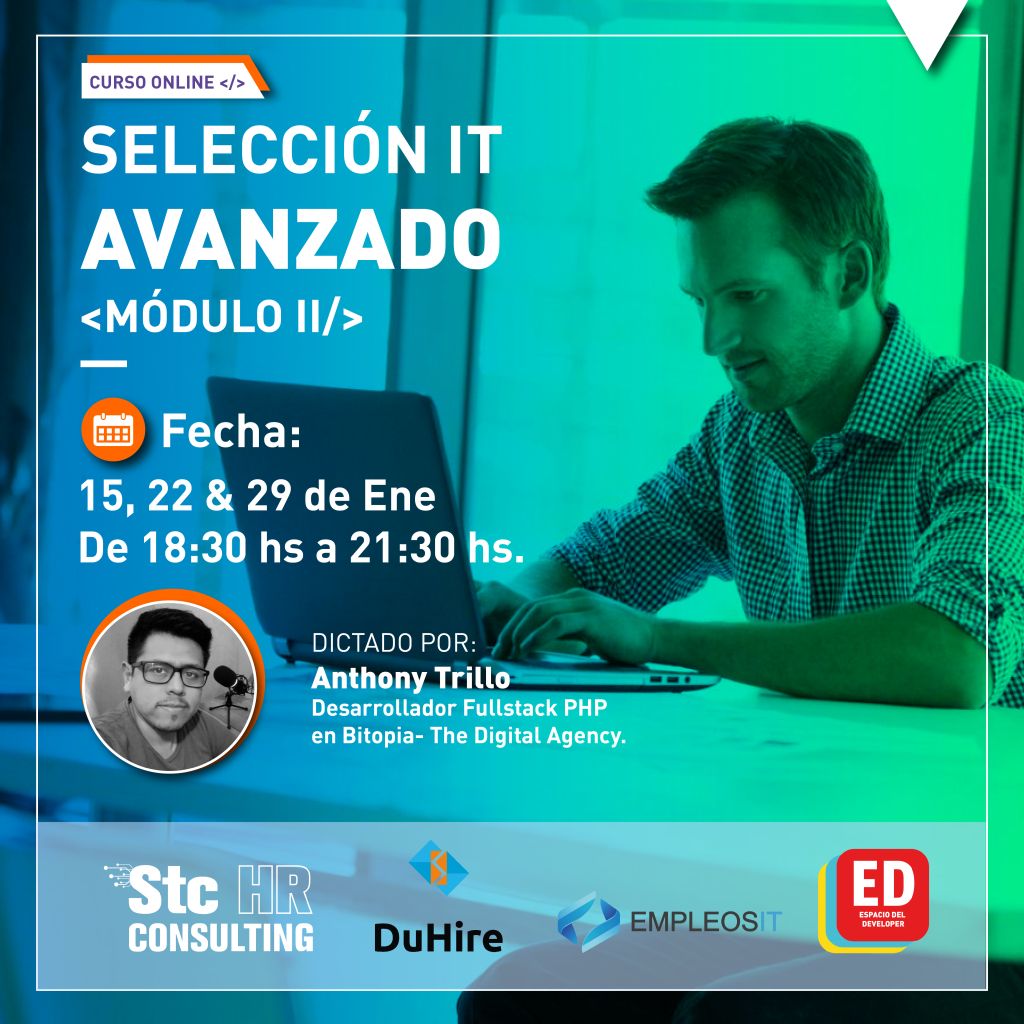 CURSO ONLINE </>
SELECCIÓN IT
AVANZADO
<MÓDULO II/>
Fecha:
15, 22 & 29 de Ene
De 18:30 hs a 21:30 hs.
DICTADO POR:
Anthony Trillo
Desarrollador Fullstack PHP
en Bitopia- The Digital Agency.
Stc HR
CONSULTING
DuHire
EMPLEOSIT
ED
ESPACIO DEL
DEVELOPER